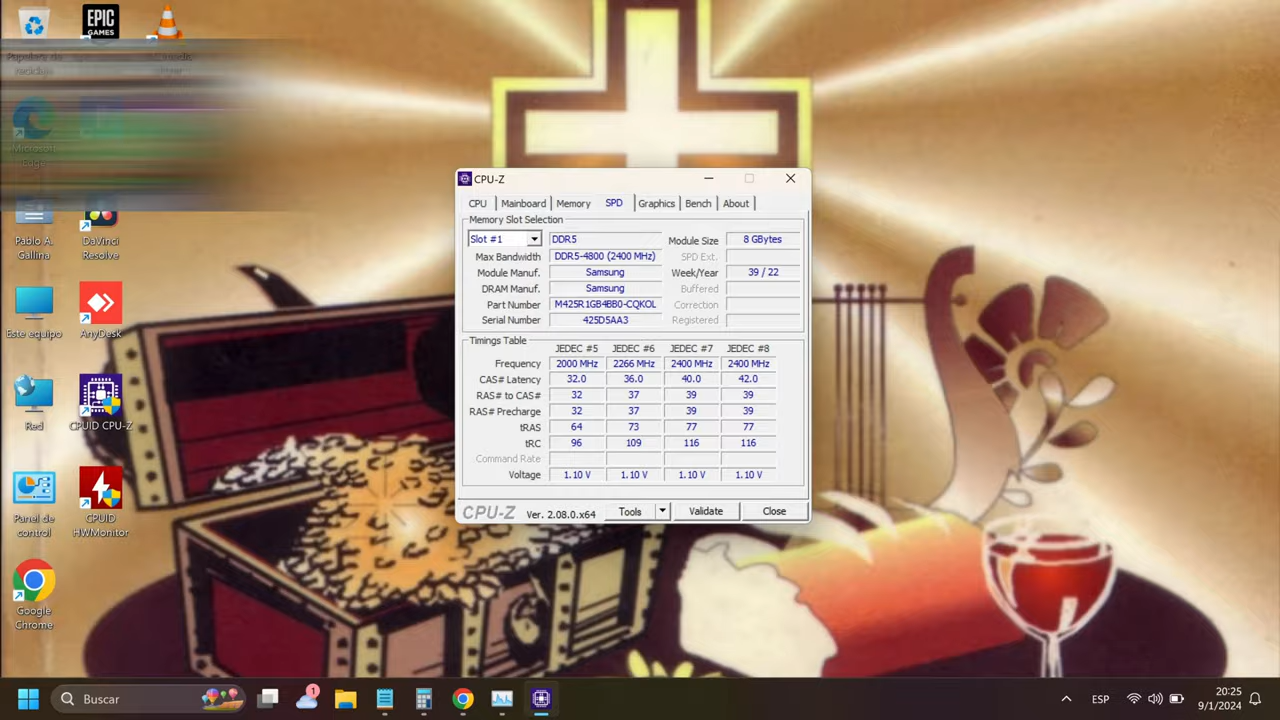 EPIC
GAMES
Papelera de
reciclaje
Microsoft
Edge
Pablo A.
Gallina
DaVinci
Resolve
Este equipo
AnyDesk
Red
CPUID CPU-Z
Panel de
control
CPUID
HWMonitor
Google
Chrome
CPU-Z
CPU Mainboard Memory SPD Graphics Bench About
Memory Slot Selection
Slot #1 DDR5 Module Size 8 GBytes
Max Bandwidth DDR5-4800 (2400 MHz) SPD Ext.
Module Manuf. Samsung Week/Year 39 / 22
DRAM Manuf. Samsung Buffered
Part Number M425R1GB4BB0-CQKOL Correction
Serial Number 425D5AA3 Registered
Timings Table
JEDEC #5 JEDEC #6 JEDEC #7 JEDEC #8
Frequency 2000 MHz 2266 MHz 2400 MHz 2400 MHz
CAS# Latency 32.0 36.0 40.0 42.0
RAS# to CAS# 32 37 39 39
RAS# Precharge 32 37 39 39
tRAS 64 73 77 77
tRC 96 109 116 116
Command Rate
Voltage 1.10 V 1.10 V 1.10 V 1.10 V
CPU-Z Ver. 2.08.0.x64 Tools Validate Close
Buscar
1
ESP
20:25
9/1/2024